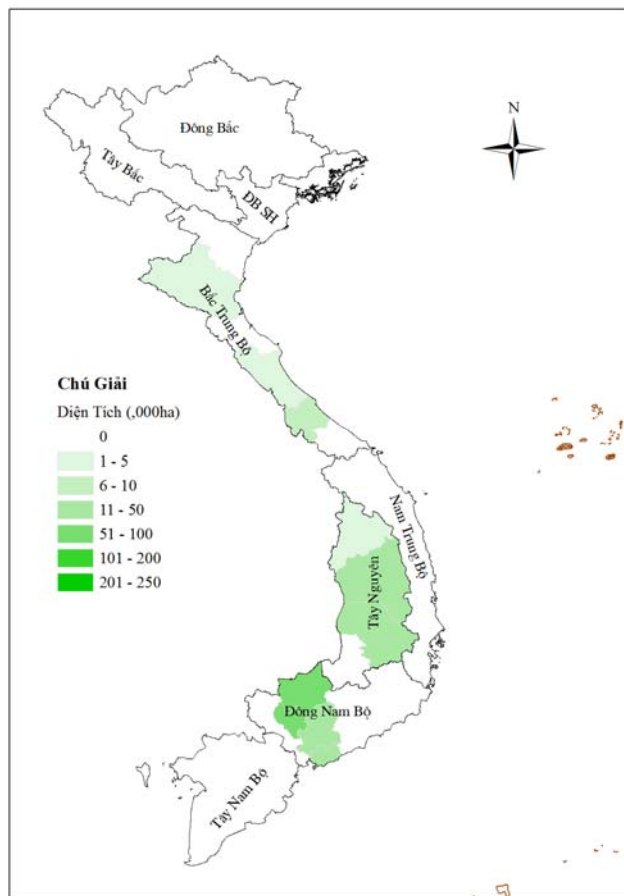 N
Đông Bắc
Tây Bắc
ĐB SH
Bắc Trung Bộ
Chú Giải
Diện Tích (,000ha)
0
1 - 5
6 - 10
11 - 50
51 - 100
101 - 200
201 - 250
Nam Trung Bộ
Tây Nguyên
Đông Nam Bộ
Tây Nam Bộ